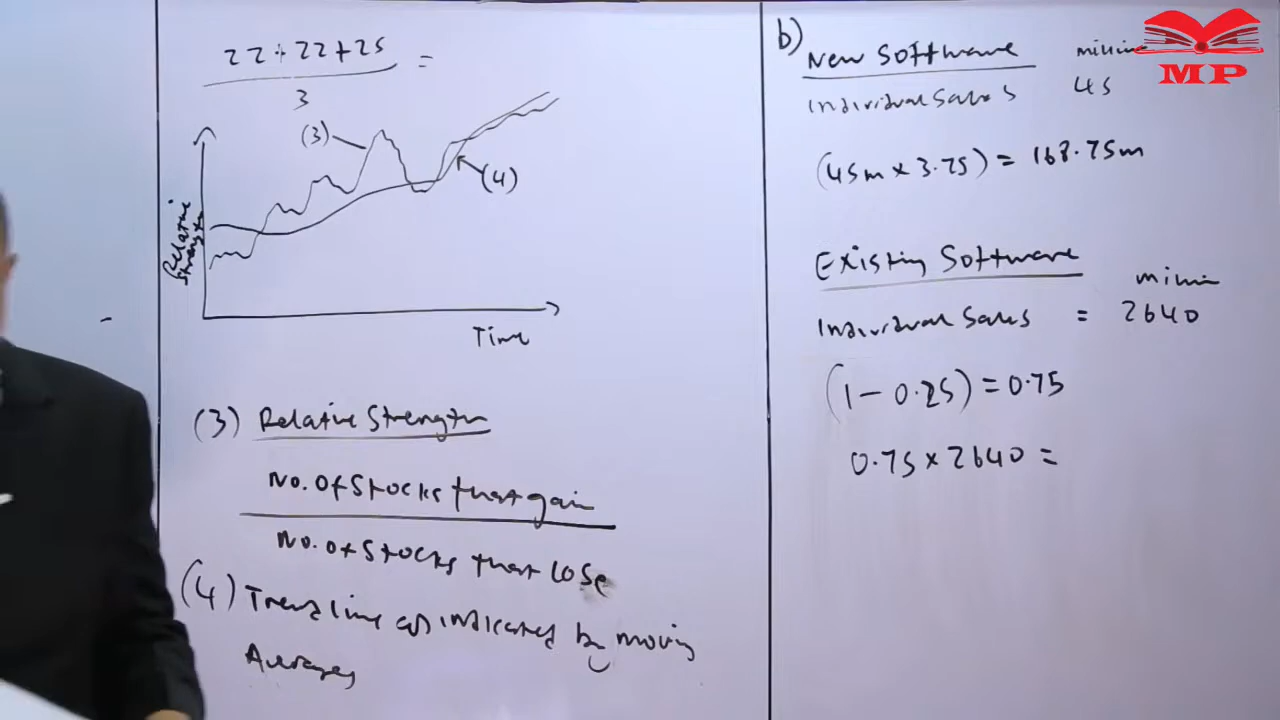 22+22+25 =
3
(3)
(4)
Relative
Strength
Time
(3) Relative Strength
No. of Stocks that gain
No. of Stocks that Lose
(4) Trend line as indicated by moving
Averages
b)
New Software
Individual Sales 45
(45m × 3.75) = 168.75m
Existing Software
Individual Sales = 2640
(1 - 0.25) = 0.75
0.75 × 2640 =
MP